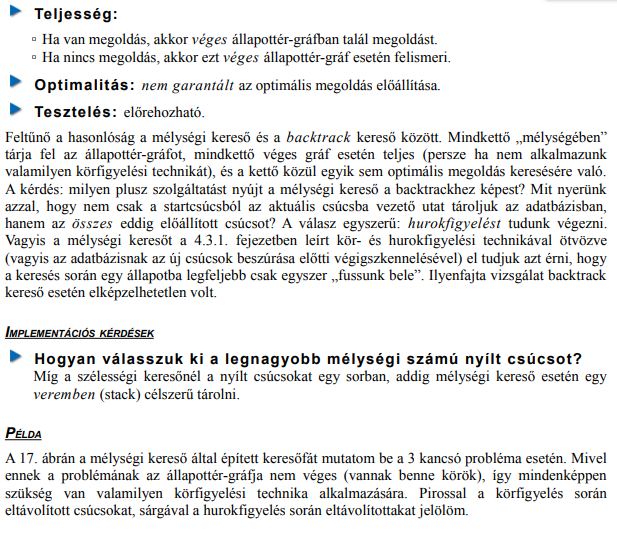 Teljesség:
▫ Ha van megoldás, akkor véges állapottér-gráfban talál megoldást.
▫ Ha nincs megoldás, akkor ezt véges állapottér-gráf esetén felismeri.
Optimalitás: nem garantált az optimális megoldás előállítása.
Tesztelés: előrehozható.
Feltűnő a hasonlóság a mélységi kereső és a backtrack kereső között. Mindkettő „mélységében”
tárja fel az állapottér-gráfot, mindkettő véges gráf esetén teljes (persze ha nem alkalmazunk
valamilyen körfigyelési technikát), és a kettő közül egyik sem optimális megoldás keresésére való.
A kérdés: milyen plusz szolgáltatást nyújt a mélységi kereső a backtrackhez képest? Mit nyerünk
azzal, hogy nem csak a startcsúcsból az aktuális csúcsba vezető utat tároljuk az adatbázisban,
hanem az összes eddig előállított csúcsot? A válasz egyszerű: hurokfigyelést tudunk végezni.
Vagyis a mélységi keresőt a 4.3.1. fejezetben leírt kör- és hurokfigyelési technikával ötvözve
(vagyis az adatbázisnak az új csúcsok beszúrása előtti végigszkennelésével) el tudjuk azt érni, hogy
a keresés során egy állapotba legfeljebb csak egyszer „fussunk bele”. Ilyenfajta vizsgálat backtrack
kereső esetén elképzelhetetlen volt.
IMPLEMENTÁCIÓS KÉRDÉSEK
Hogyan válasszuk ki a legnagyobb mélységi számú nyílt csúcsot?
Míg a szélességi keresőnél a nyílt csúcsokat egy sorban, addig mélységi kereső esetén egy
veremben (stack) célszerű tárolni.
PÉLDA
A 17. ábrán a mélységi kereső által épített keresőfát mutatom be a 3 kancsó probléma esetén. Mivel
ennek a problémának az állapottér-gráfja nem véges (vannak benne körök), így mindenképpen
szükség van valamilyen körfigyelési technika alkalmazására. Pirossal a körfigyelés során
eltávolított csúcsokat, sárgával a hurokfigyelés során eltávolítottakat jelölöm.